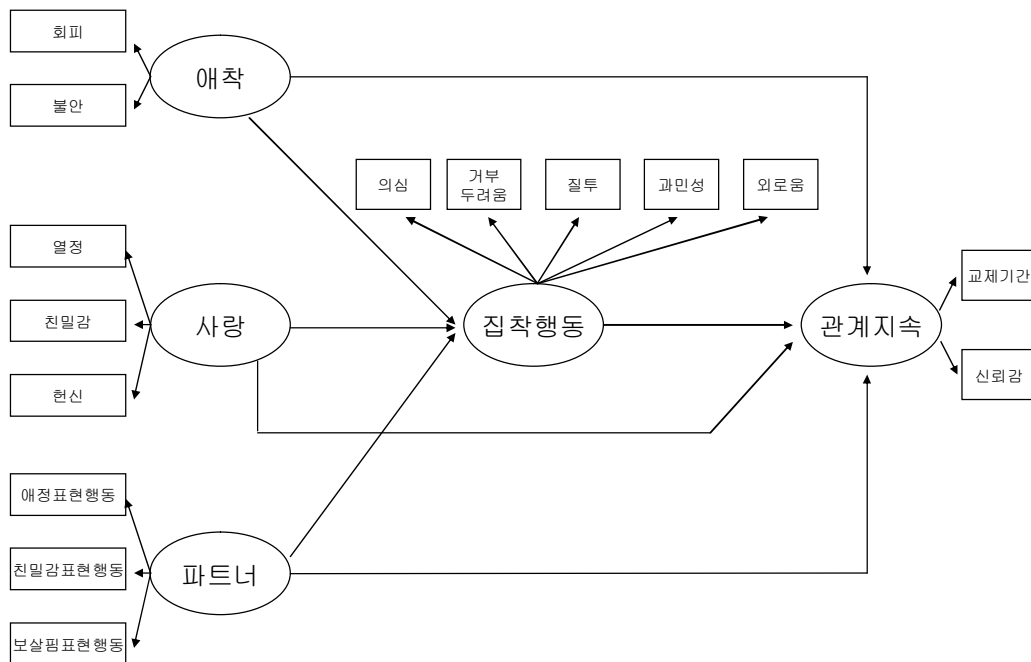 회피
애착
불안
의심
거부
두려움
질투
과민성
외로움
열정
친밀감
사랑
헌신
집착행동
관계지속
교제기간
신뢰감
애정표현행동
친밀감표현행동
파트너
보살핌표현행동